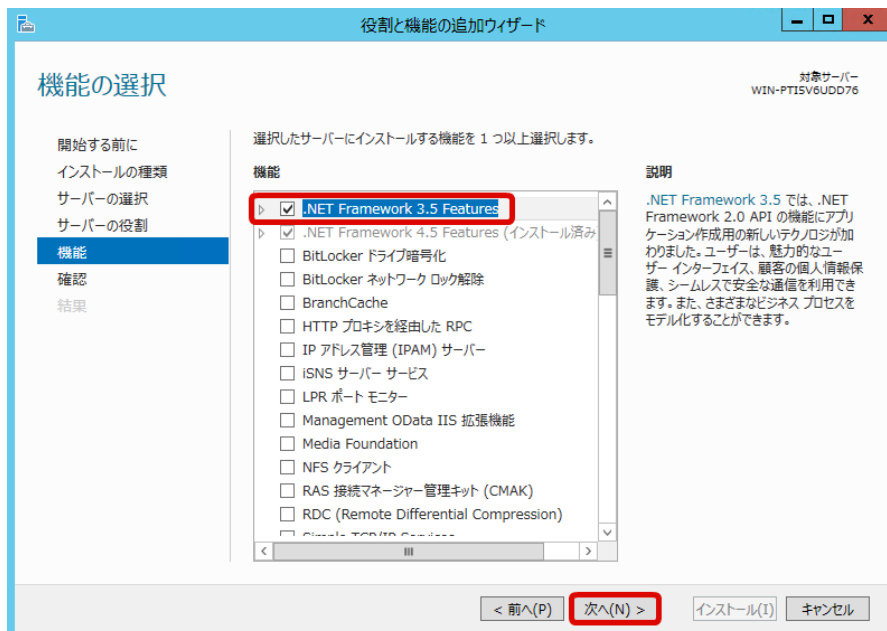 役割と機能の追加ウィザード
機能の選択
対象サーバー
WIN-PTI5V6UDD76
開始する前に
インストールの種類
サーバーの選択
サーバーの役割
機能
確認
結果
選択したサーバーにインストールする機能を 1 つ以上選択します。
機能
.NET Framework 3.5 Features
.NET Framework 4.5 Features (インストール済み
BitLocker ドライブ暗号化
BitLocker ネットワーク ロック解除
BranchCache
HTTP プロキシを経由した RPC
IP アドレス管理 (IPAM) サーバー
iSNS サーバー サービス
LPR ポート モニター
Management OData IIS 拡張機能
Media Foundation
NFS クライアント
RAS 接続マネージャー管理キット (CMAK)
RDC (Remote Differential Compression)
Simple TCP/IP Services
説明
.NET Framework 3.5 では、.NET
Framework 2.0 API の機能にアプリ
ケーション作成用の新しいテクノロジが加
わりました。ユーザーは、魅力的なユー
ザー インターフェイス、顧客の個人情報保
護、シームレスで安全な通信を利用でき
ます。また、さまざまなビジネス プロセスを
モデル化することができます。
< 前へ(P)
次へ(N) >
インストール(I)
キャンセル